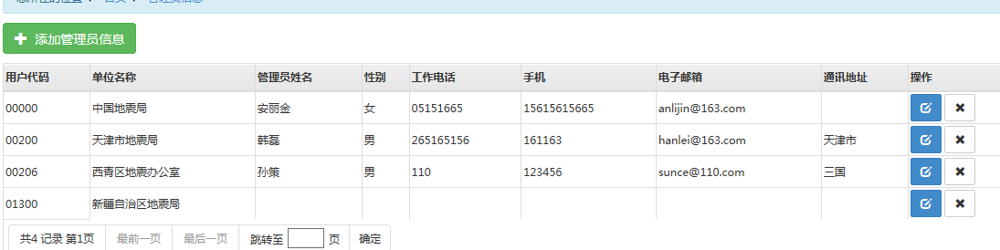 添加管理员信息
用户代码 单位名称 管理员姓名 性别 工作电话 手机 电子邮箱 通讯地址 操作
00000 中国地震局 安丽金 女 05151665 15615615665 anlijin@163.com
00200 天津市地震局 韩磊 男 265165156 161163 hanlei@163.com 天津市
00206 西青区地震办公室 孙策 男 110 123456 sunce@110.com 三国
01300 新疆自治区地震局
共4 记录 第1页 最前一页 最后一页 跳转至 页 确定